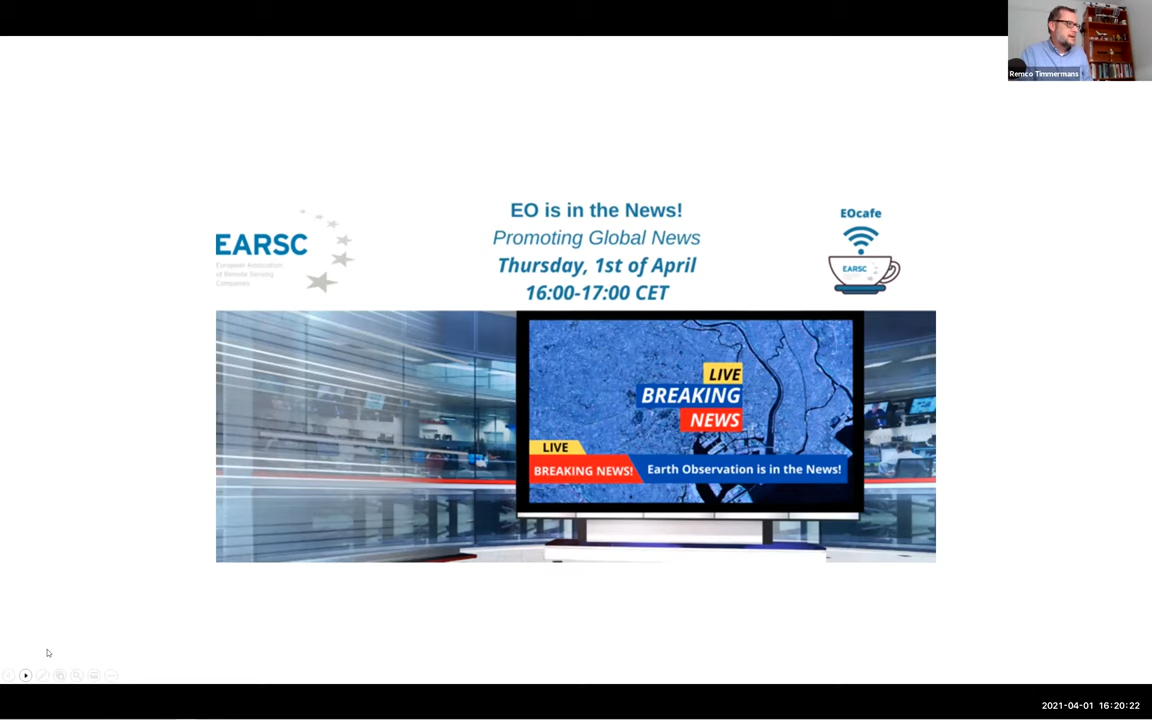 Remco Timmermans
EARSC
European Association
of Remote Sensing
Companies
EO is in the News!
Promoting Global News
Thursday, 1st of April
16:00-17:00 CET
EOcafe
EARSC
LIVE
BREAKING
NEWS
LIVE
BREAKING NEWS!
Earth Observation is in the News!
2021-04-01 16:20:22